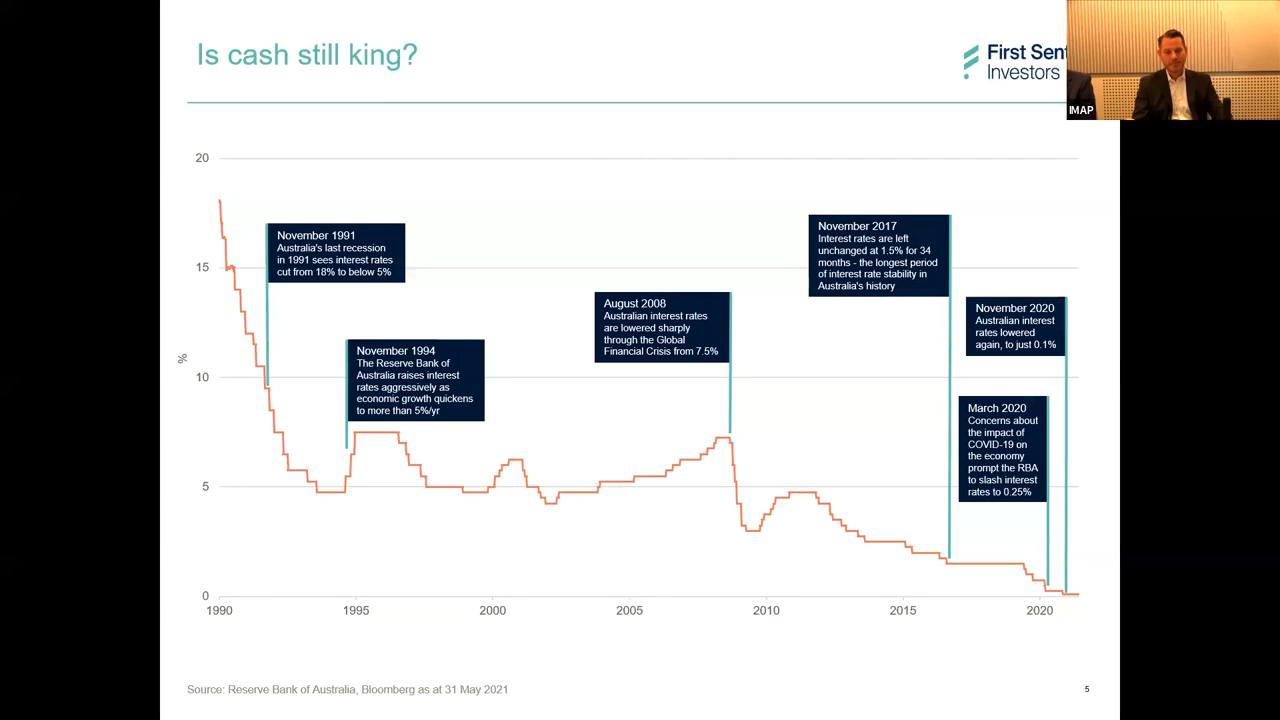 Is cash still king?
First Sent
Investors
IMAP
20
15
%
10
5
0
November 1991
Australia's last recession
in 1991 sees interest rates
cut from 18% to below 5%
November 1994
The Reserve Bank of
Australia raises interest
rates aggressively as
economic growth quickens
to more than 5%/yr
August 2008
Australian interest rates
are lowered sharply
through the Global
Financial Crisis from 7.5%
November 2017
Interest rates are left
unchanged at 1.5% for 34
months - the longest period
of interest rate stability in
Australia's history
November 2020
Australian interest
rates lowered
again, to just 0.1%
March 2020
Concerns about
the impact of
COVID-19 on
the economy
prompt the RBA
to slash interest
rates to 0.25%
1990 1995 2000 2005 2010 2015 2020
Source: Reserve Bank of Australia, Bloomberg as at 31 May 2021
5